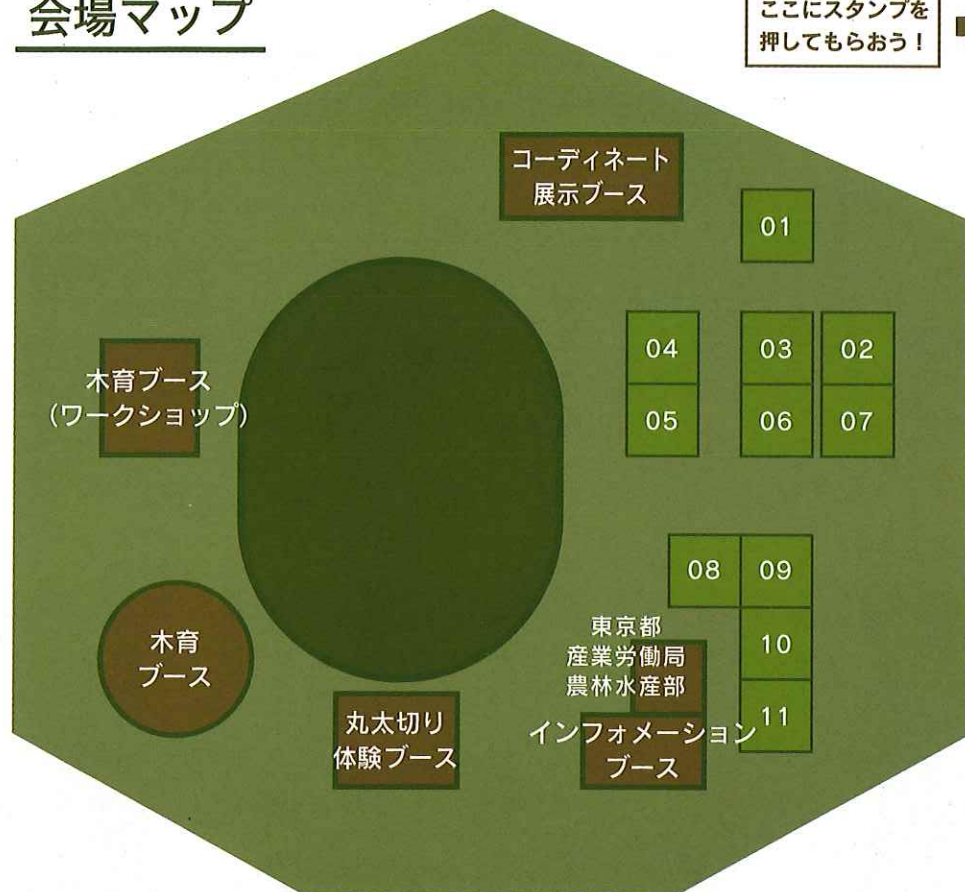 会場マップ
ここにスタンプを
押してもらおう！
コーディネート
展示ブース
01
04
03
02
05
06
07
木育ブース
(ワークショップ)
08
09
10
11
木育
ブース
東京都
産業労働局
農林水産部
丸太切り
体験ブース
インフォメーション
ブース